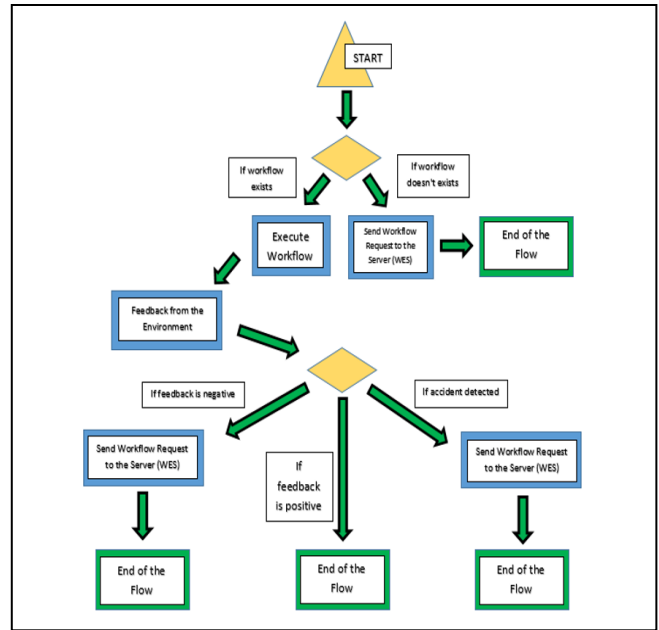 START
If workflow
exists
If workflow
doesn't exists
Execute
Workflow
Send Workflow
Request to the
Server (WES)
End of the
Flow
Feedback from the
Environment
If feedback is negative
If accident detected
Send Workflow Request
to the Server (WES)
If
feedback
is positive
Send Workflow Request
to the Server (WES)
End of the
Flow
End of the
Flow
End of the
Flow